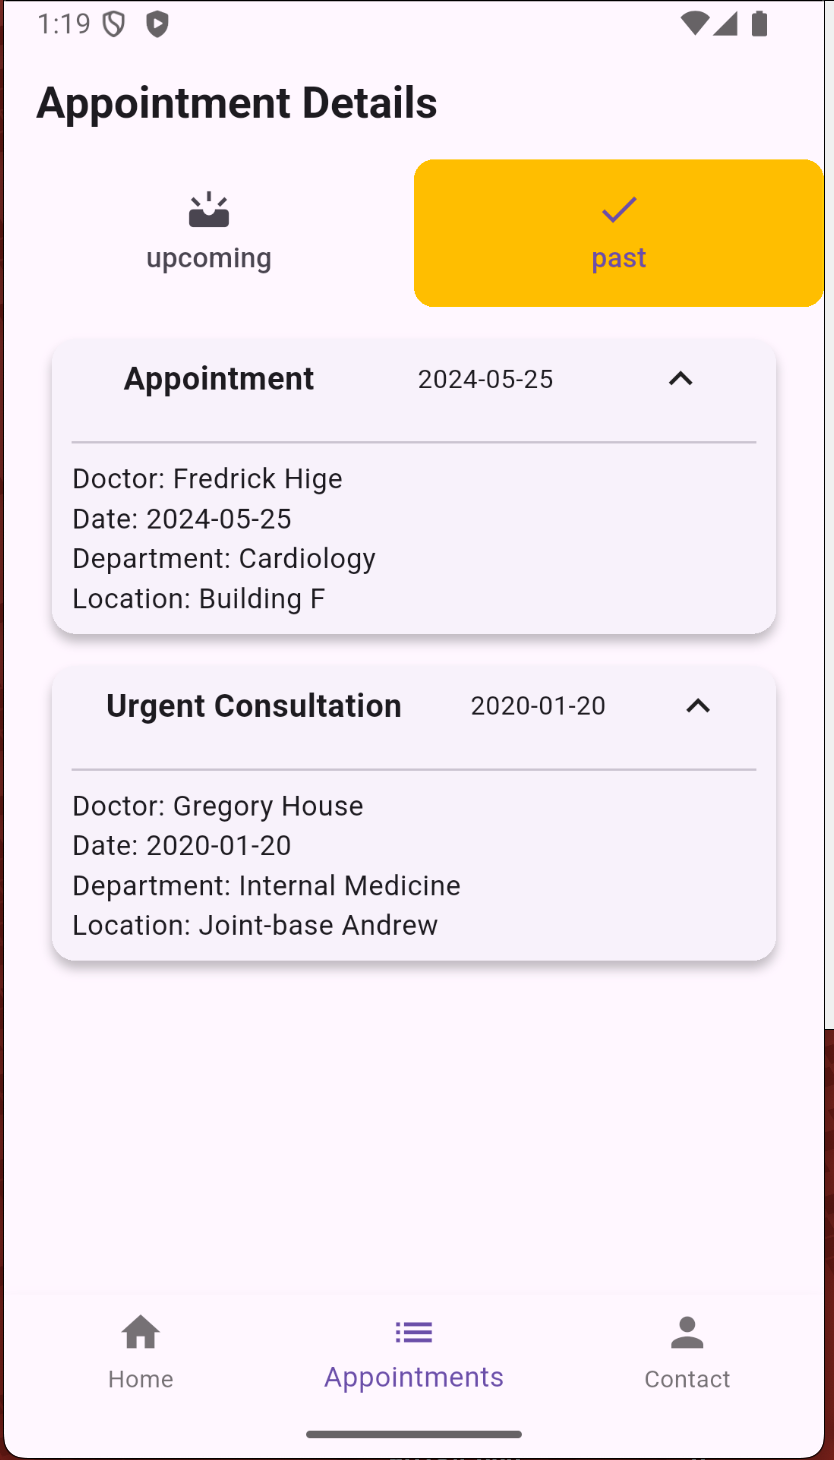 1:19
Appointment Details
upcoming
past
Appointment 2024-05-25
Doctor: Fredrick Hige
Date: 2024-05-25
Department: Cardiology
Location: Building F
Urgent Consultation 2020-01-20
Doctor: Gregory House
Date: 2020-01-20
Department: Internal Medicine
Location: Joint-base Andrew
Home Appointments Contact